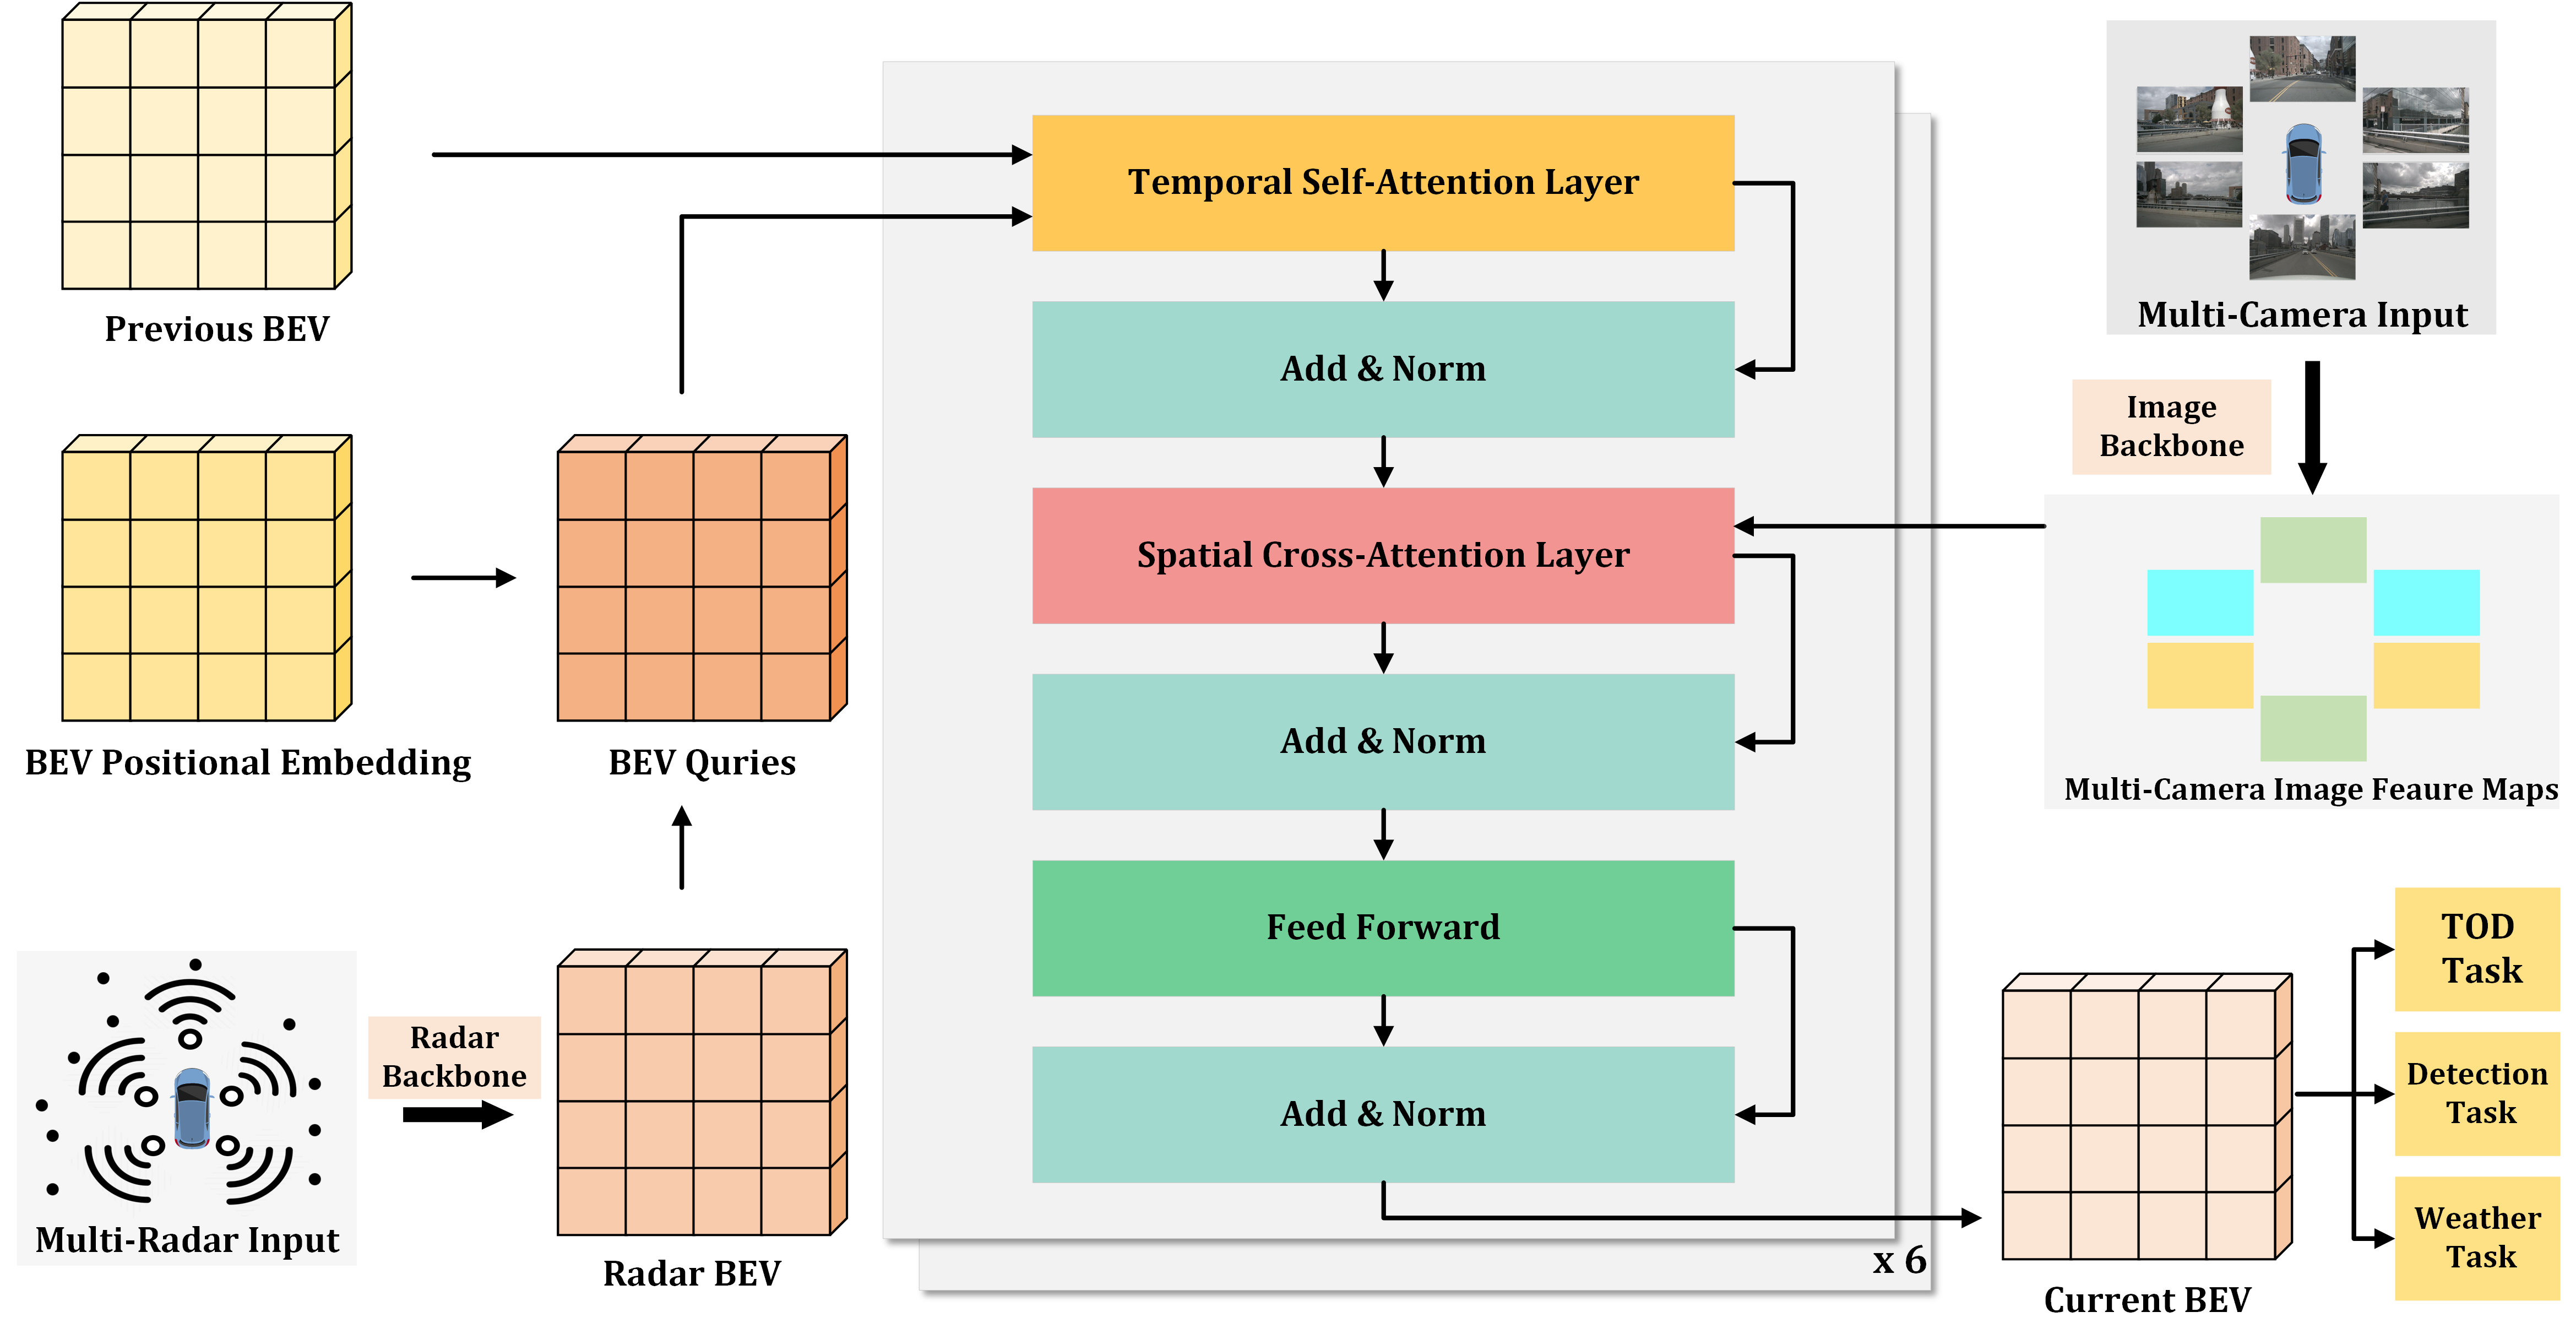 Previous BEV
BEV Positional Embedding
BEV Quries
Multi-Radar Input
Radar
Backbone
Radar BEV
Temporal Self-Attention Layer
Add & Norm
Spatial Cross-Attention Layer
Add & Norm
Feed Forward
Add & Norm
x 6
Multi-Camera Input
Image
Backbone
Multi-Camera Image Feaure Maps
Current BEV
TOD
Task
Detection
Task
Weather
Task